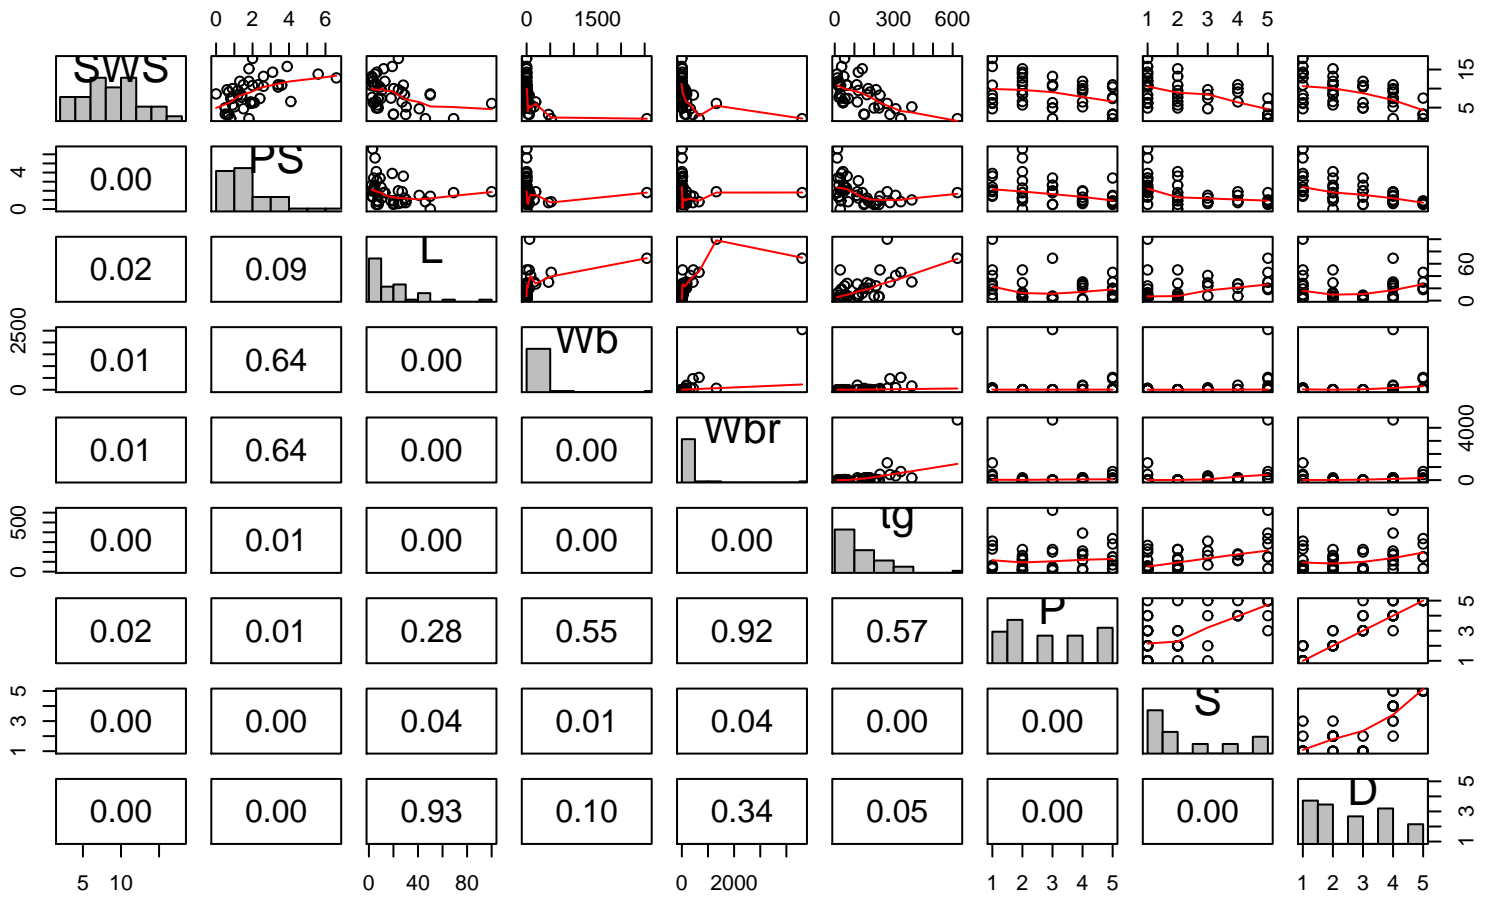 0 2 4 6 0 1500 0 300 600 1 2 3 4 5
SWS 5 15
0 4 0.00 PS
0.02 0.09 L 0 60
0 2500 0.01 0.64 0.00 Wb
0.01 0.64 0.00 0.00 Wbr 0 4000
0 500 0.00 0.01 0.00 0.00 0.00 tg
0.02 0.01 0.28 0.55 0.92 0.57 P 1 3 5
1 3 5 0.00 0.00 0.04 0.01 0.04 0.00 0.00 S
0.00 0.00 0.93 0.10 0.34 0.05 0.00 0.00 D 1 3 5
5 10 0 40 80 0 2000 1 2 3 4 5 1 2 3 4 5